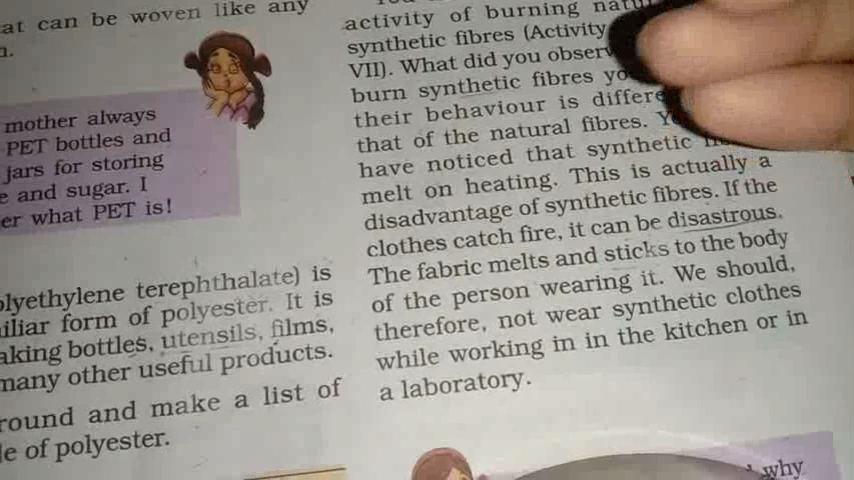 at can be woven like any
mother always
PET bottles and
jars for storing
e and sugar. I
er what PET is!
olyethylene terephthalate) is
iliar form of polyester. It is
aking bottles, utensils, films,
many other useful products.
round and make a list of
le of polyester.
activity of burning
synthetic fibres (Activity
VII). What did you
burn synthetic fibres
their behaviour is
that of the natural fibres.
have noticed that synthetic
melt on heating. This is actually a
disadvantage of synthetic fibres. If the
clothes catch fire, it can be disastrous.
The fabric melts and sticks to the body
of the person wearing it. We should,
therefore, not wear synthetic clothes
while working in in the kitchen or in
a laboratory.
why